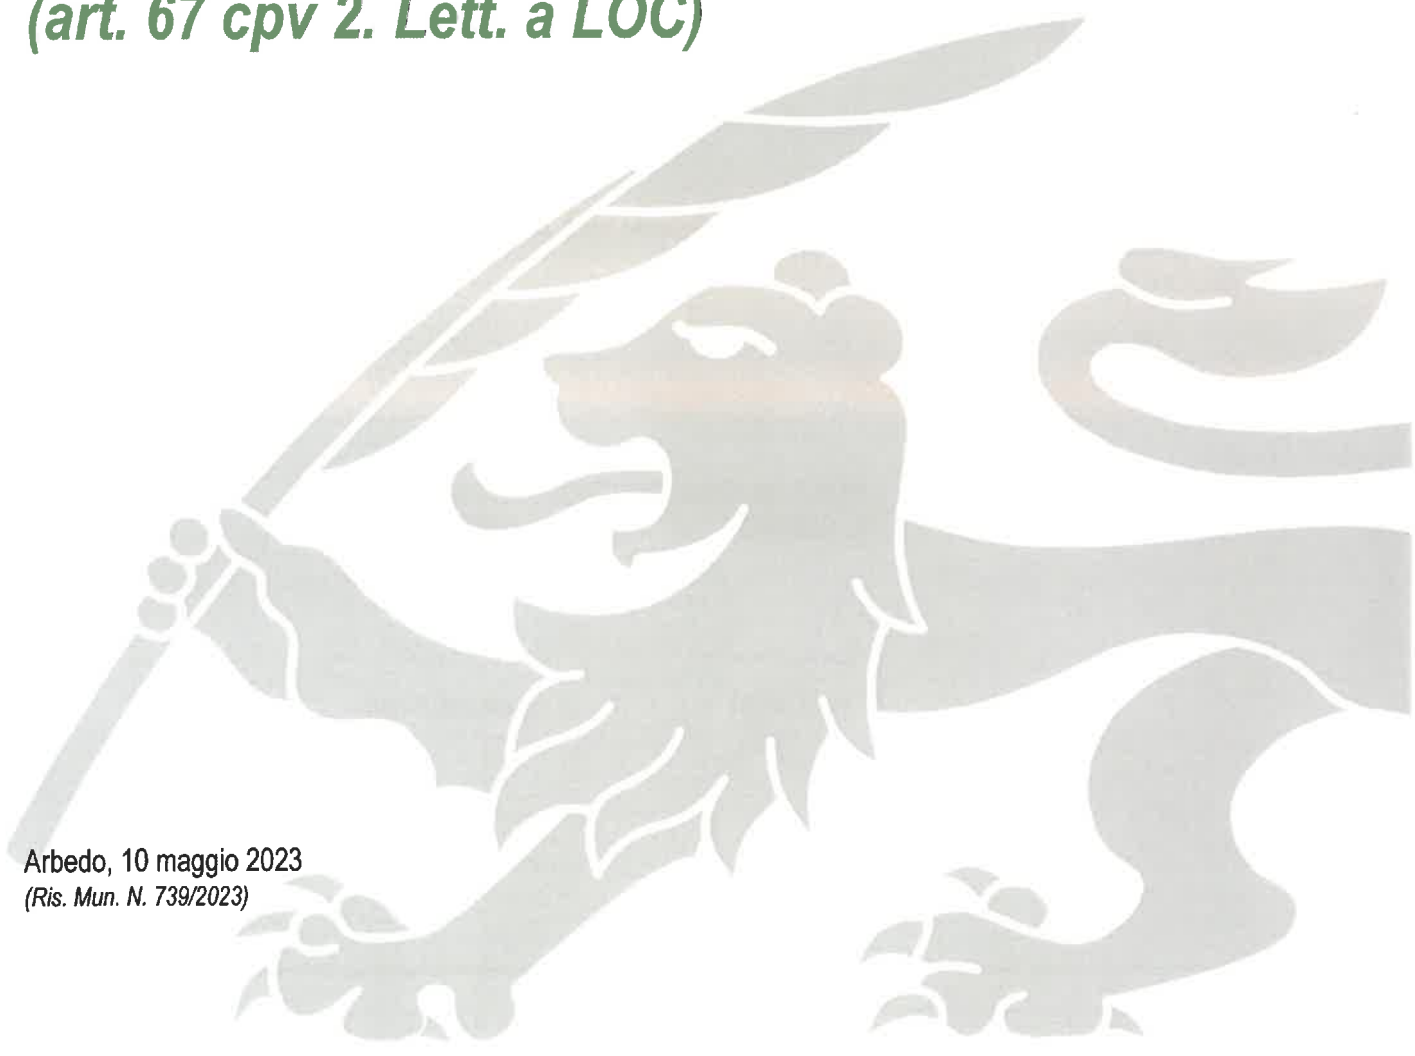 (art. 67 cpv 2. Lett. a LOC)
Arbedo, 10 maggio 2023
(Ris. Mun. N. 739/2023)